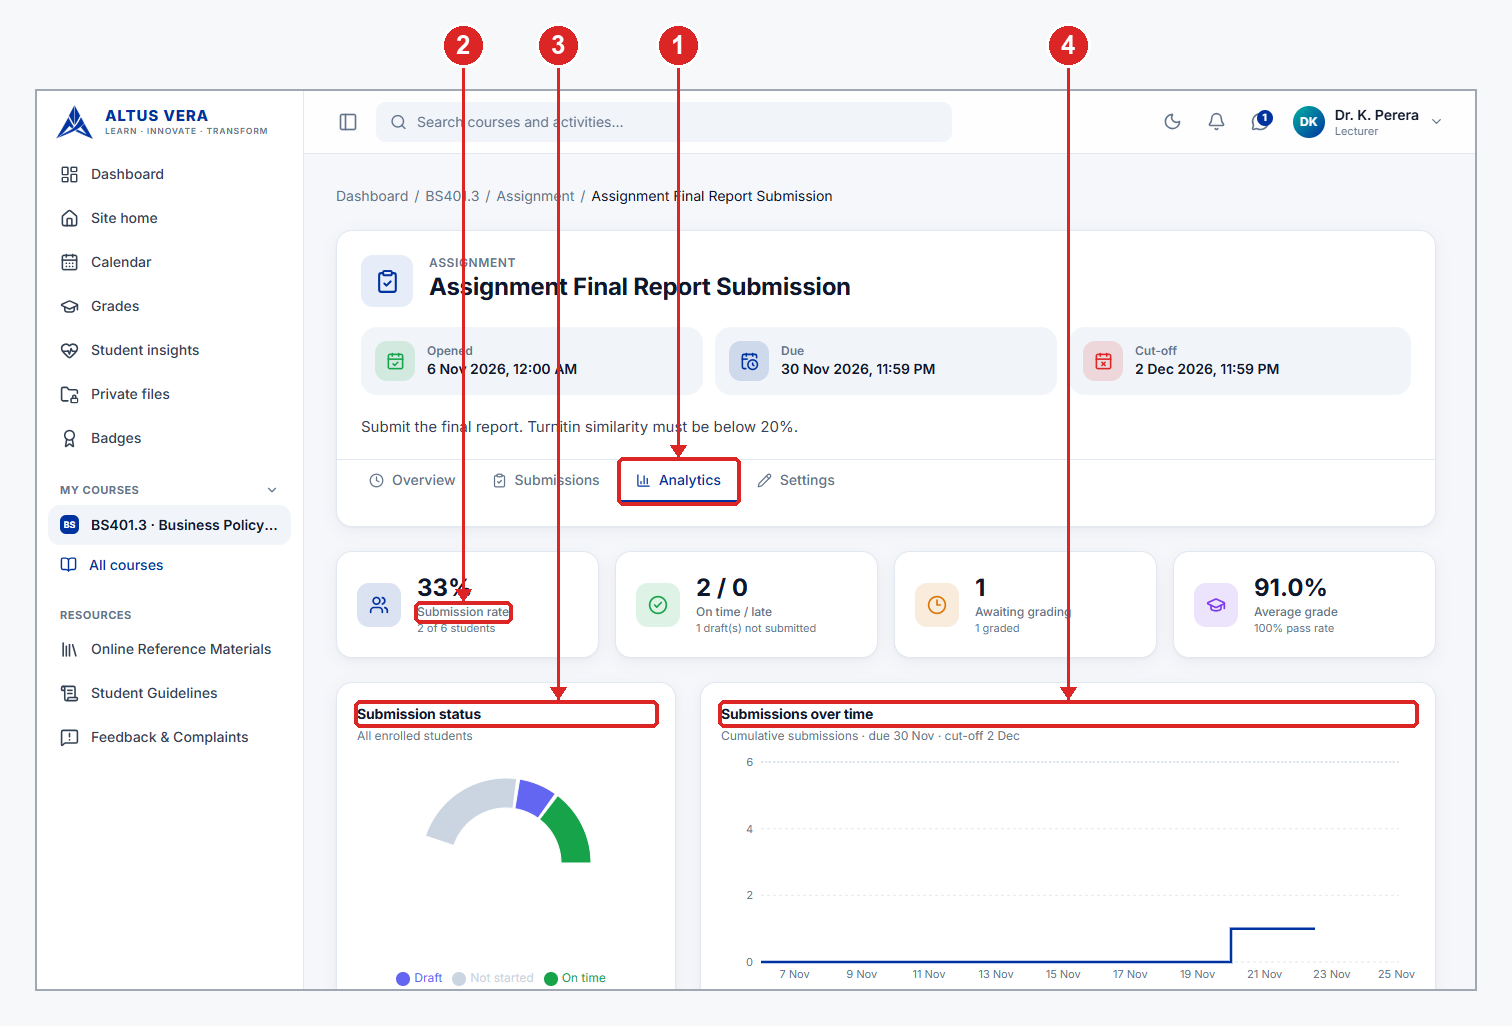 2
3
1
4
ALTUS VERA
LEARN · INNOVATE · TRANSFORM
Search courses and activities...
1
DK
Dr. K. Perera
Lecturer
Dashboard
Site home
Calendar
Grades
Student insights
Private files
Badges
MY COURSES
BS
BS401.3 · Business Policy...
All courses
RESOURCES
Online Reference Materials
Student Guidelines
Feedback & Complaints
Dashboard / BS401.3 / Assignment / Assignment Final Report Submission
ASSIGNMENT
Assignment Final Report Submission
Opened
6 Nov 2026, 12:00 AM
Due
30 Nov 2026, 11:59 PM
Cut-off
2 Dec 2026, 11:59 PM
Submit the final report. Turnitin similarity must be below 20%.
Overview
Submissions
Analytics
Settings
33%
Submission rate
2 of 6 students
2 / 0
On time / late
1 draft(s) not submitted
1
Awaiting grading
1 graded
91.0%
Average grade
100% pass rate
Submission status
All enrolled students
Draft
Not started
On time
Submissions over time
Cumulative submissions · due 30 Nov · cut-off 2 Dec
6
4
2
0
7 Nov
9 Nov
11 Nov
13 Nov
15 Nov
17 Nov
19 Nov
21 Nov
23 Nov
25 Nov